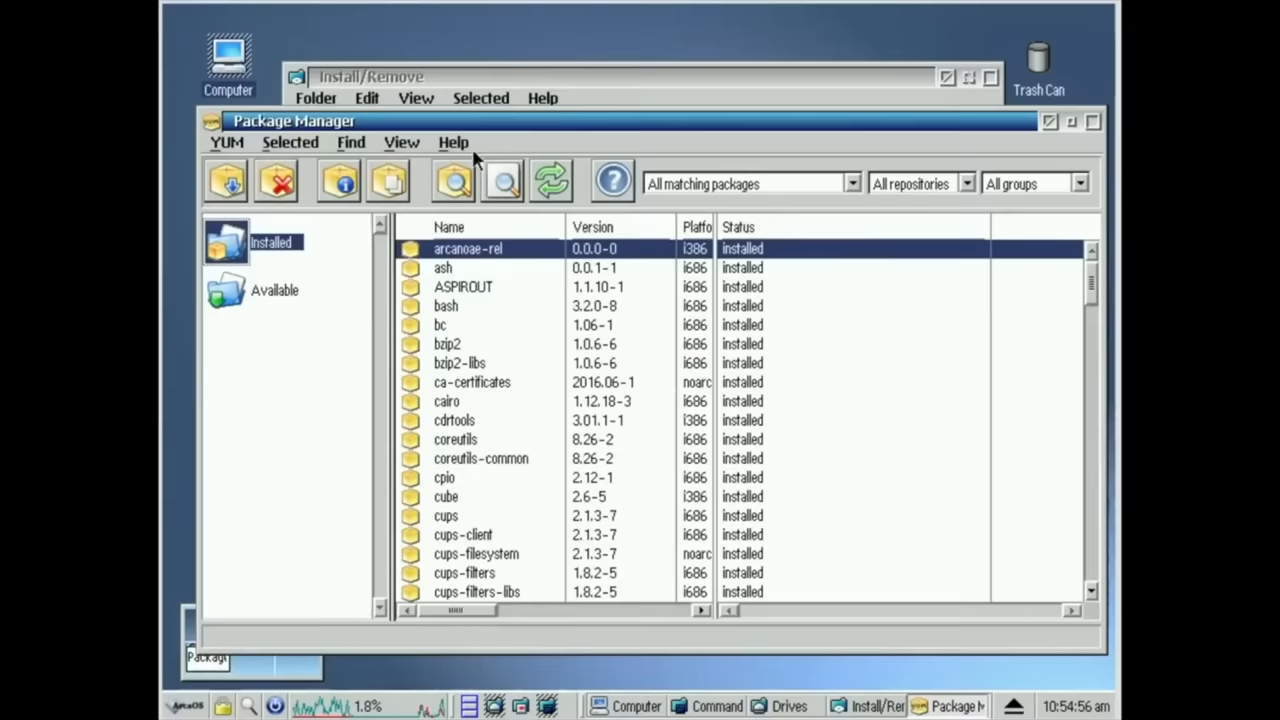 Computer
Trash Can
Install/Remove
Folder Edit View Selected Help
YUM Package Manager
YUM Selected Find View Help
All matching packages All repositories All groups
Installed
Available
Name Version Platfo Status
arcanoae-rel 0.0.0-0 i386 installed
ash 0.0.1-1 i686 installed
ASPIROUT 1.1.10-1 i686 installed
bash 3.2.0-8 i686 installed
bc 1.06-1 i686 installed
bzip2 1.0.6-6 i686 installed
bzip2-libs 1.0.6-6 i686 installed
ca-certificates 2016.06-1 noarc installed
cairo 1.12.18-3 i686 installed
cdrtools 3.01.1-1 i386 installed
coreutils 8.26-2 i686 installed
coreutils-common 8.26-2 i686 installed
cpio 2.12-1 i686 installed
cube 2.6-5 i386 installed
cups 2.1.3-7 i686 installed
cups-client 2.1.3-7 i686 installed
cups-filesystem 2.1.3-7 noarc installed
cups-filters 1.8.2-5 i686 installed
cups-filters-libs 1.8.2-5 i686 installed
Packag
ArcaOS 1.8% Computer Command Drives Install/Rer YUM Package M 10:54:56 am